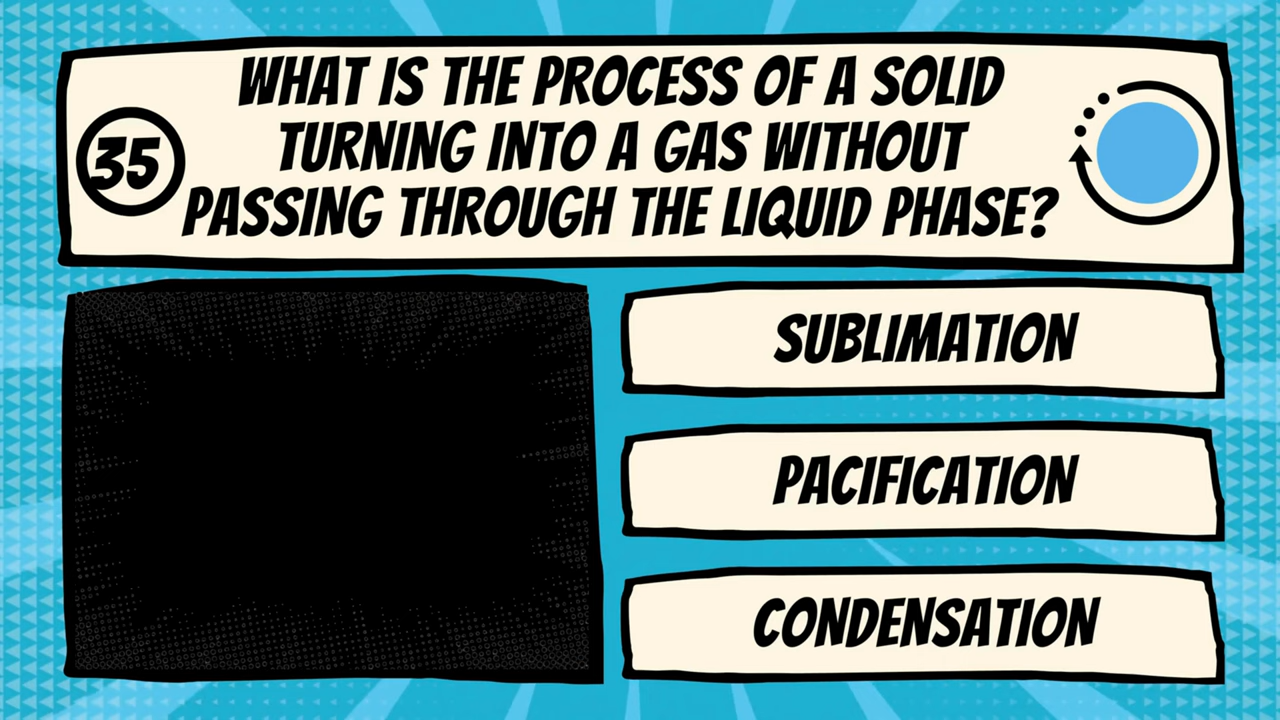 35
WHAT IS THE PROCESS OF A SOLID
TURNING INTO A GAS WITHOUT
PASSING THROUGH THE LIQUID PHASE?
SUBLIMATION
PACIFICATION
CONDENSATION